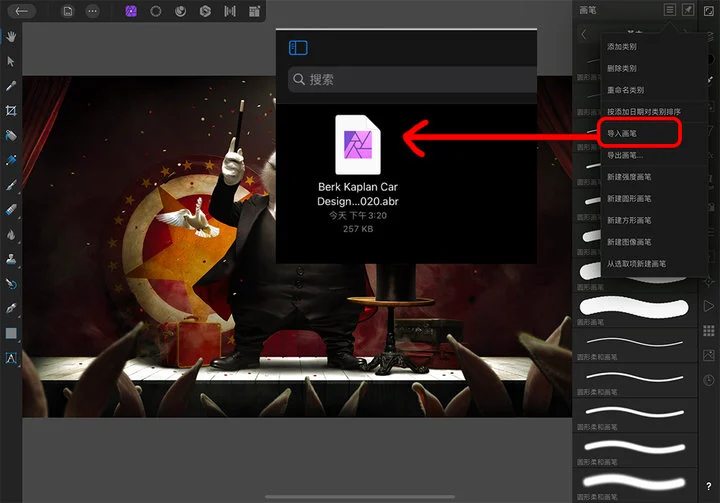 画笔
添加类别
删除类别
重命名类别
按添加日期对类别排序
导入画笔
导出画笔...
新建强度画笔
新建圆形画笔
新建方形画笔
新建图像画笔
从选取项新建画笔
搜索
Berk Kaplan Car
Design...020.abr
今天 下午3:20
257 KB
圆形画笔
圆形柔和画笔
圆形柔和画笔
圆形柔和画笔
圆形柔和画笔
?